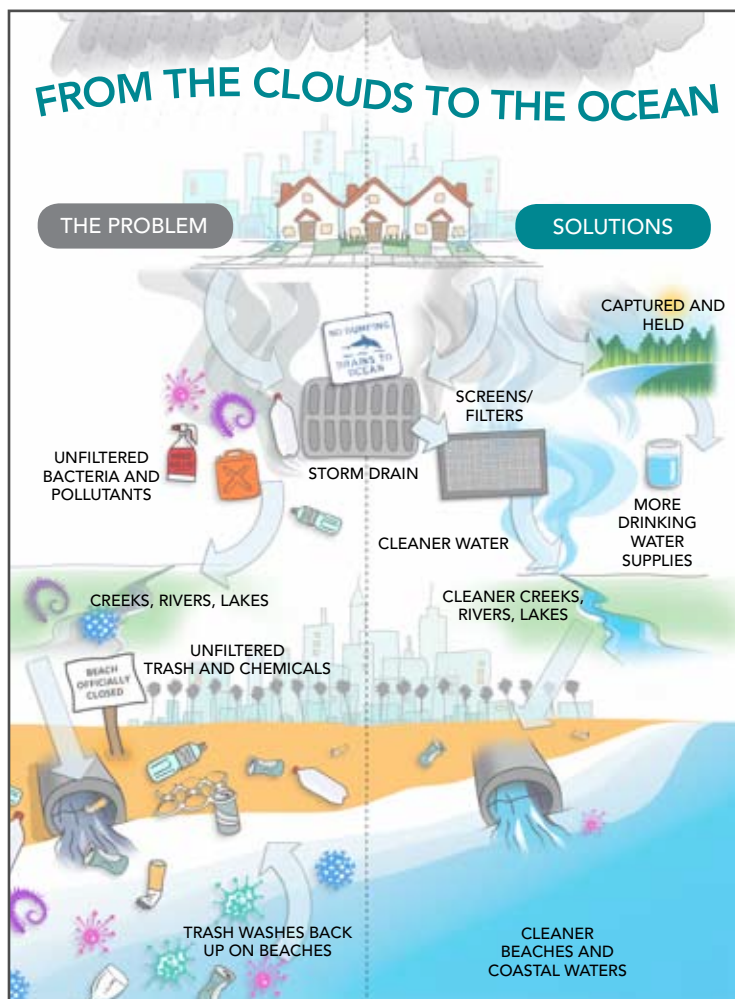 FROM THE CLOUDS TO THE OCEAN
THE PROBLEM
SOLUTIONS
CAPTURED AND
HELD
NO DUMPING
DRAINS TO
OCEAN
SCREENS/
FILTERS
UNFILTERED
BACTERIA AND
POLLUTANTS
STORM DRAIN
MORE
DRINKING
WATER
SUPPLIES
CLEANER WATER
CREEKS, RIVERS, LAKES
CLEANER CREEKS,
RIVERS, LAKES
UNFILTERED
TRASH AND CHEMICALS
BEACH
OFFICIALLY
CLOSED
TRASH WASHES BACK
UP ON BEACHES
CLEANER
BEACHES AND
COASTAL WATERS